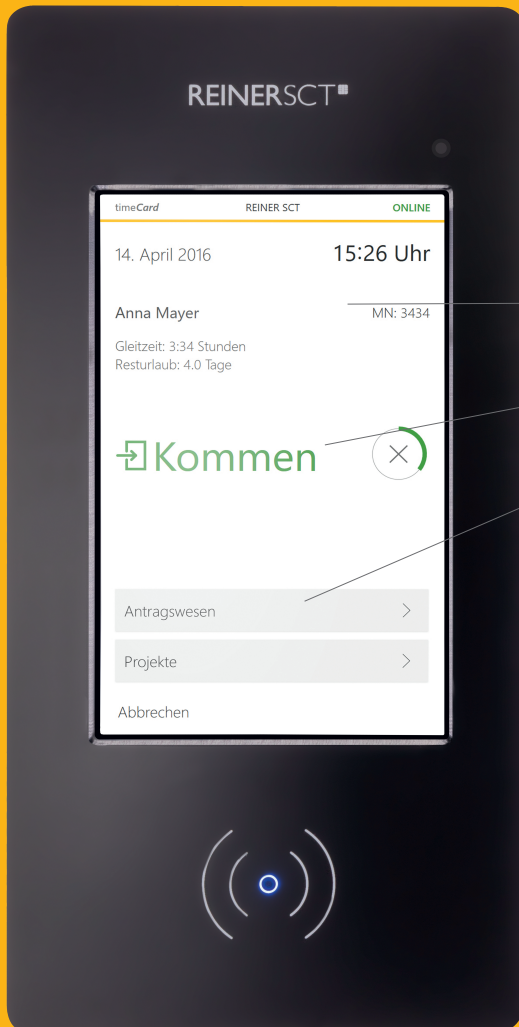 REINERSCT
timeCard REINER SCT ONLINE
14. April 2016 15:26 Uhr
Anna Mayer MN: 3434
Gleitzeit: 3:34 Stunden
Resturlaub: 4.0 Tage
Kommen
Antragswesen
Projekte
Abbrechen